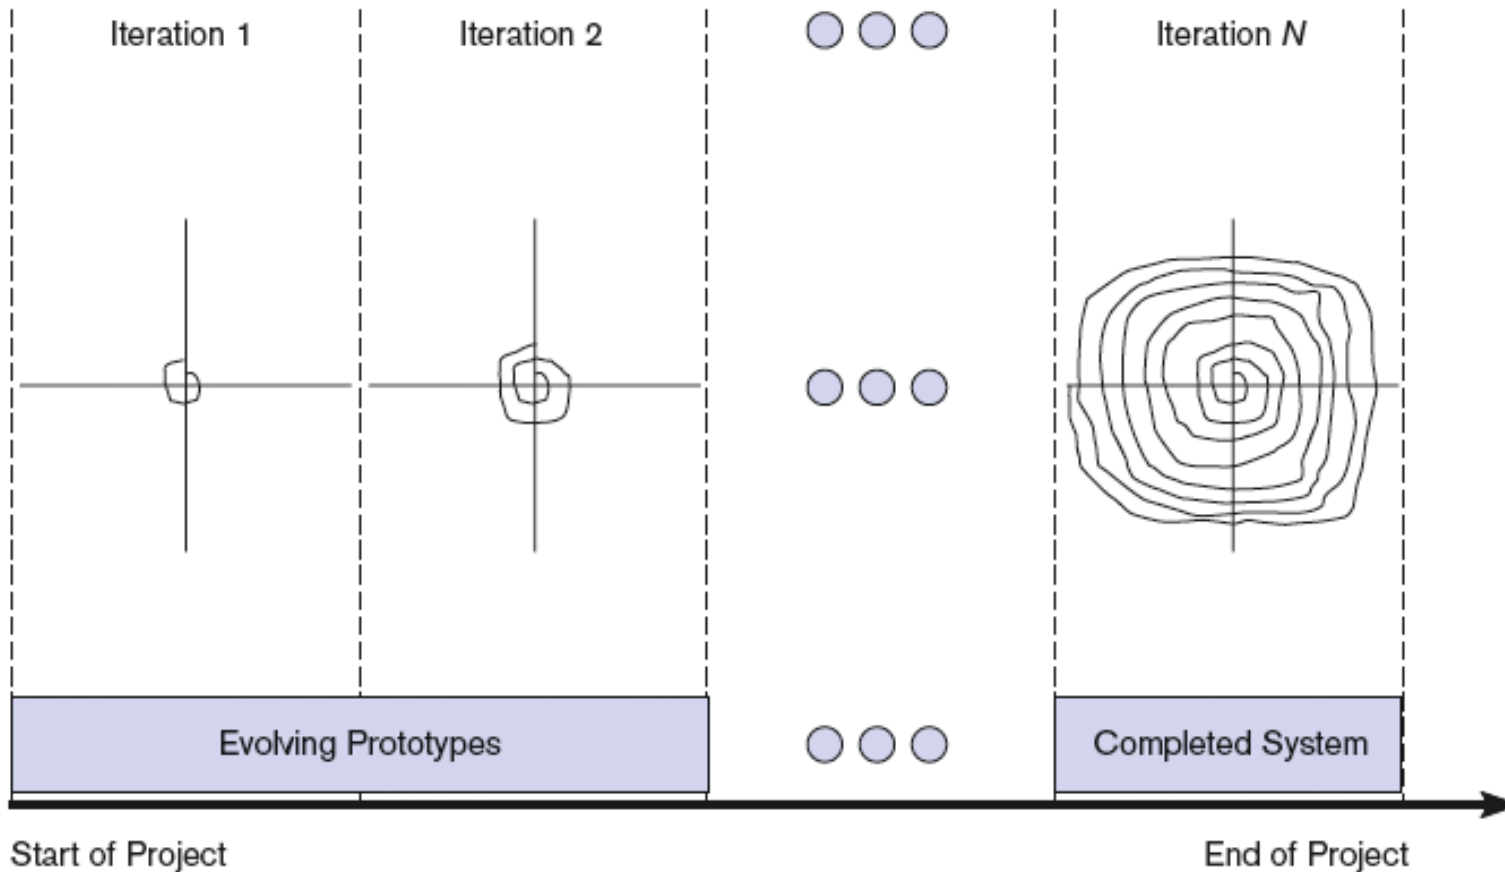 Iteration 1
Iteration 2
Iteration N
Evolving Prototypes
Completed System
Start of Project
End of Project